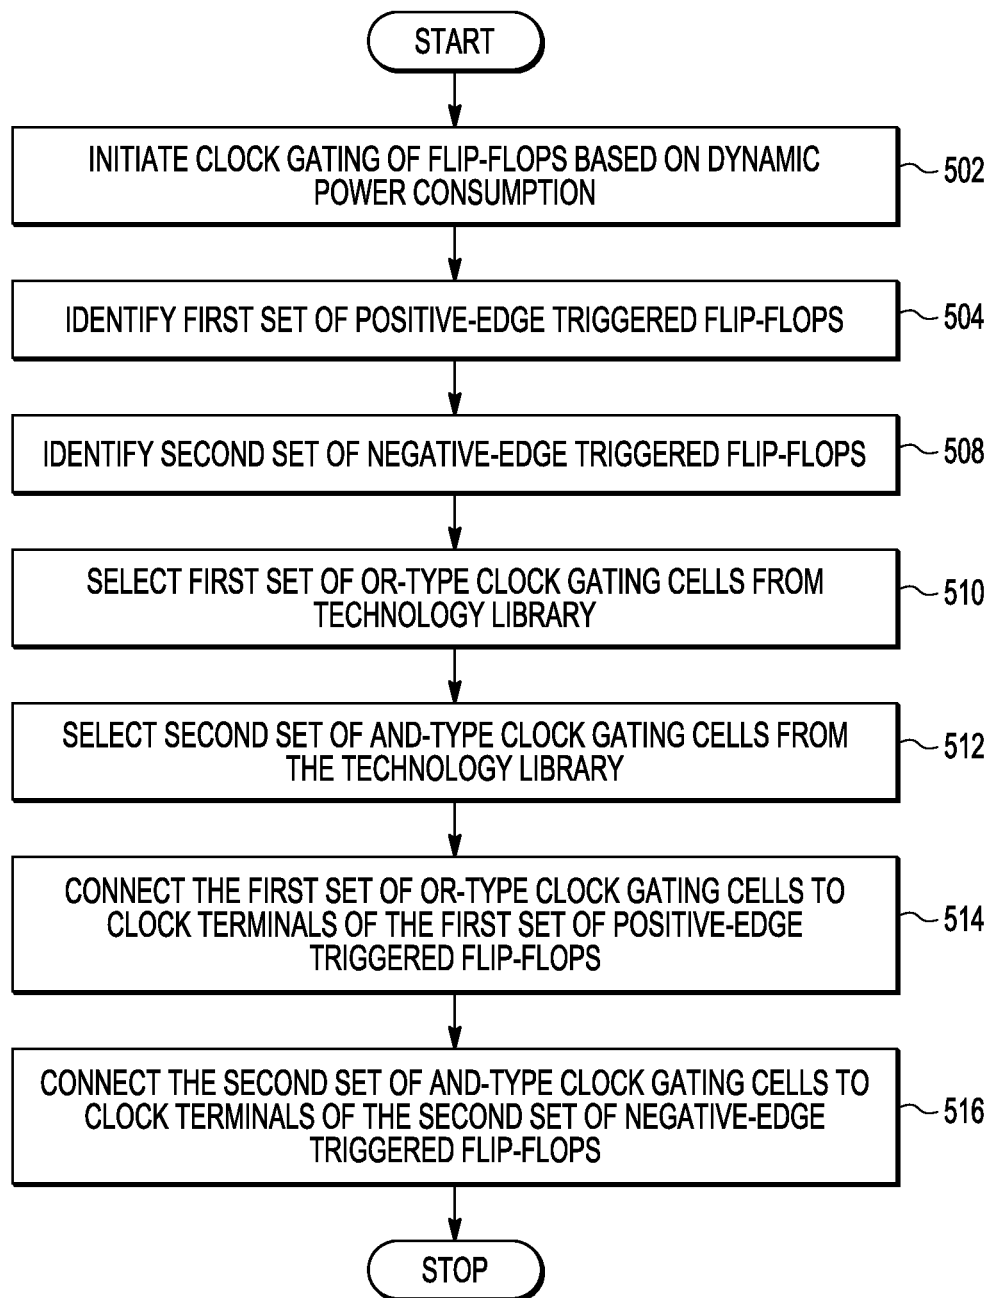 START
INITIATE CLOCK GATING OF FLIP-FLOPS BASED ON DYNAMIC
POWER CONSUMPTION
502
IDENTIFY FIRST SET OF POSITIVE-EDGE TRIGGERED FLIP-FLOPS
504
IDENTIFY SECOND SET OF NEGATIVE-EDGE TRIGGERED FLIP-FLOPS
508
SELECT FIRST SET OF OR-TYPE CLOCK GATING CELLS FROM
TECHNOLOGY LIBRARY
510
SELECT SECOND SET OF AND-TYPE CLOCK GATING CELLS FROM
THE TECHNOLOGY LIBRARY
512
CONNECT THE FIRST SET OF OR-TYPE CLOCK GATING CELLS TO
CLOCK TERMINALS OF THE FIRST SET OF POSITIVE-EDGE
TRIGGERED FLIP-FLOPS
514
CONNECT THE SECOND SET OF AND-TYPE CLOCK GATING CELLS TO
CLOCK TERMINALS OF THE SECOND SET OF NEGATIVE-EDGE
TRIGGERED FLIP-FLOPS
516
STOP